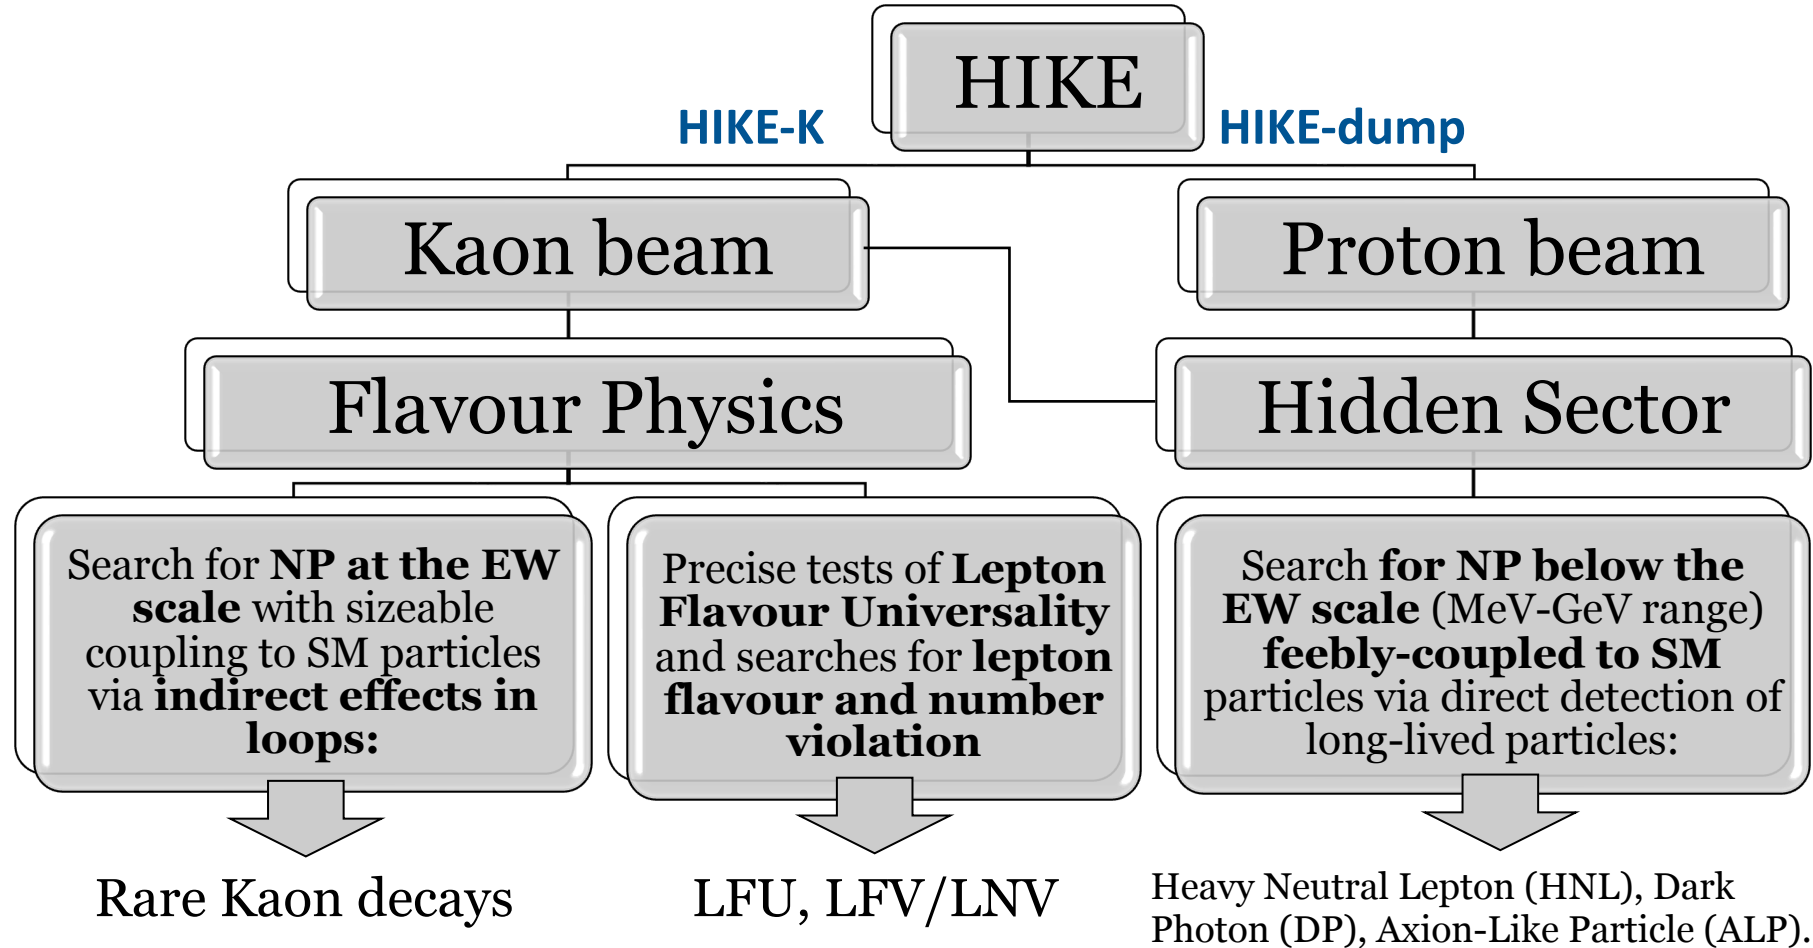 HIKE
HIKE-K
HIKE-dump
Kaon beam
Proton beam
Flavour Physics
Hidden Sector
Search for NP at the EW
scale with sizeable
coupling to SM particles
via indirect effects in
loops:
Precise tests of Lepton
Flavour Universality
and searches for lepton
flavour and number
violation
Search for NP below the
EW scale (MeV-GeV range)
feebly-coupled to SM
particles via direct detection of
long-lived particles:
Rare Kaon decays
LFU, LFV/LNV
Heavy Neutral Lepton (HNL), Dark
Photon (DP), Axion-Like Particle (ALP).